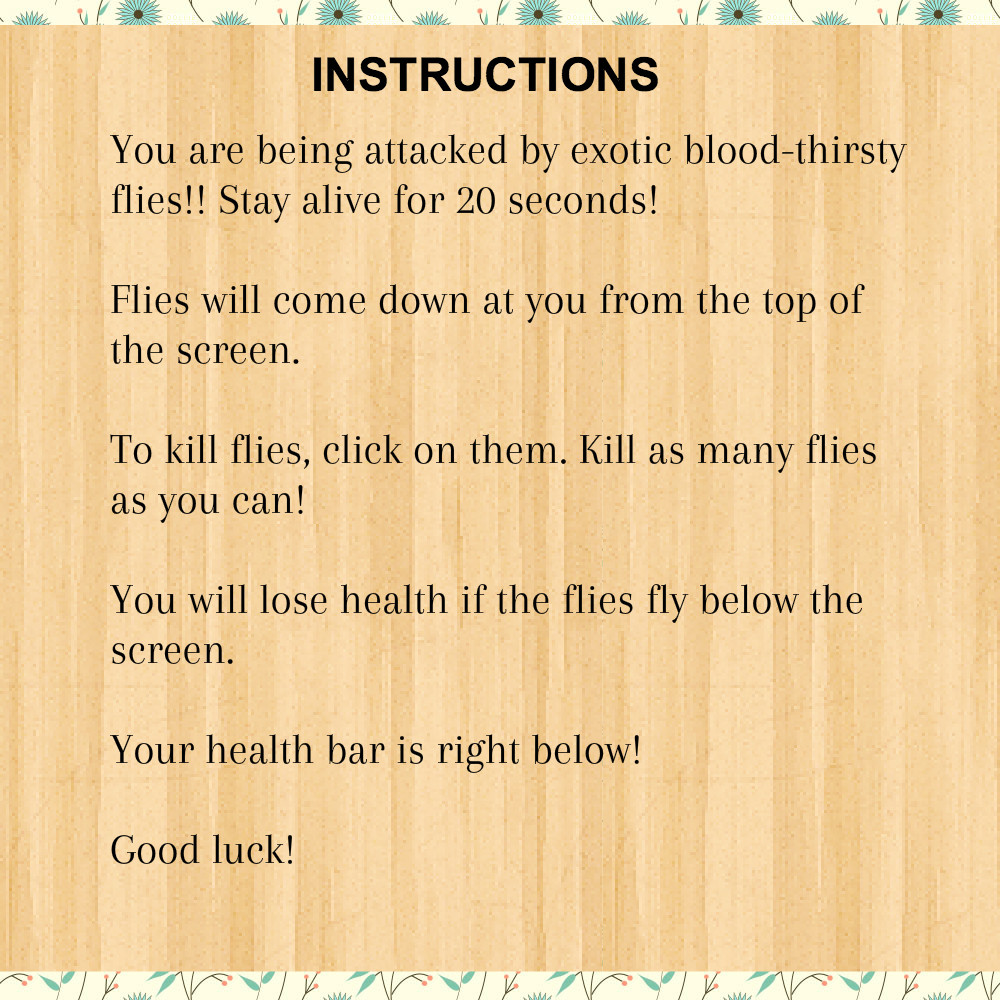 INSTRUCTIONS
You are being attacked by exotic blood-thirsty
flies!! Stay alive for 20 seconds!
Flies will come down at you from the top of
the screen.
To kill flies, click on them. Kill as many flies
as you can!
You will lose health if the flies fly below the
screen.
Your health bar is right below!
Good luck!